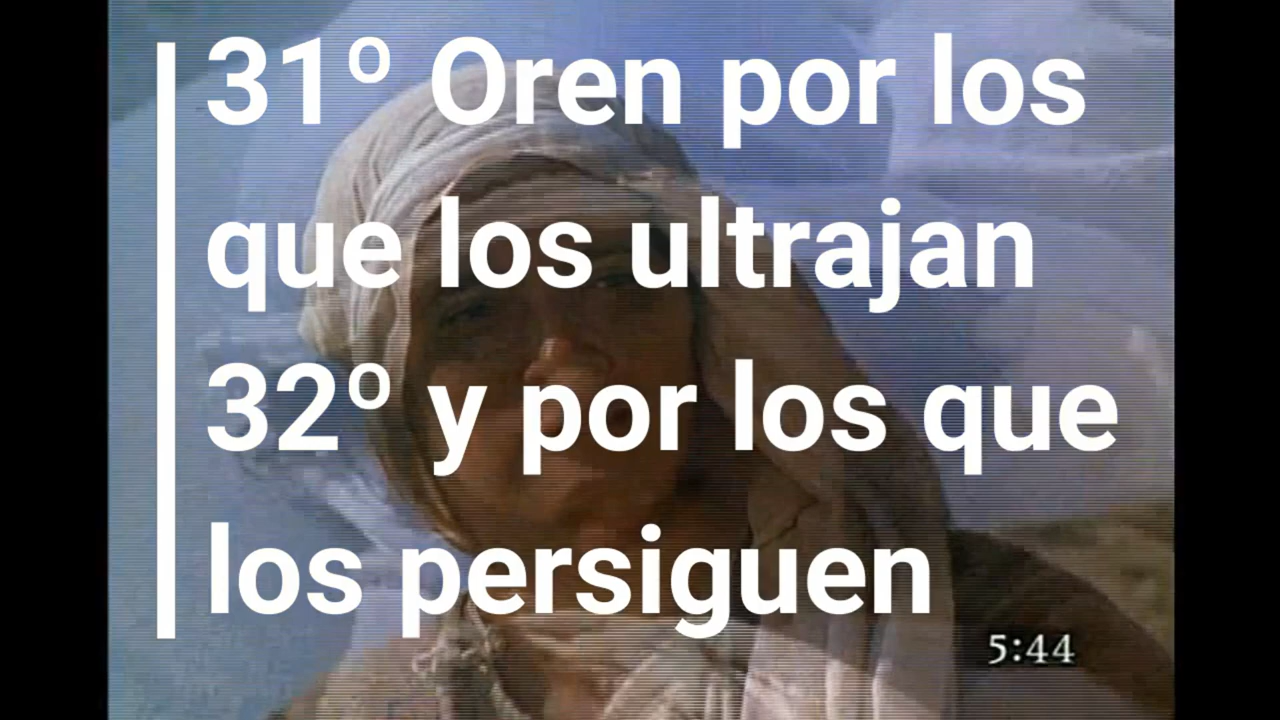 31º Oren por los
que los ultrajan
32º y por los que
los persiguen
5:44